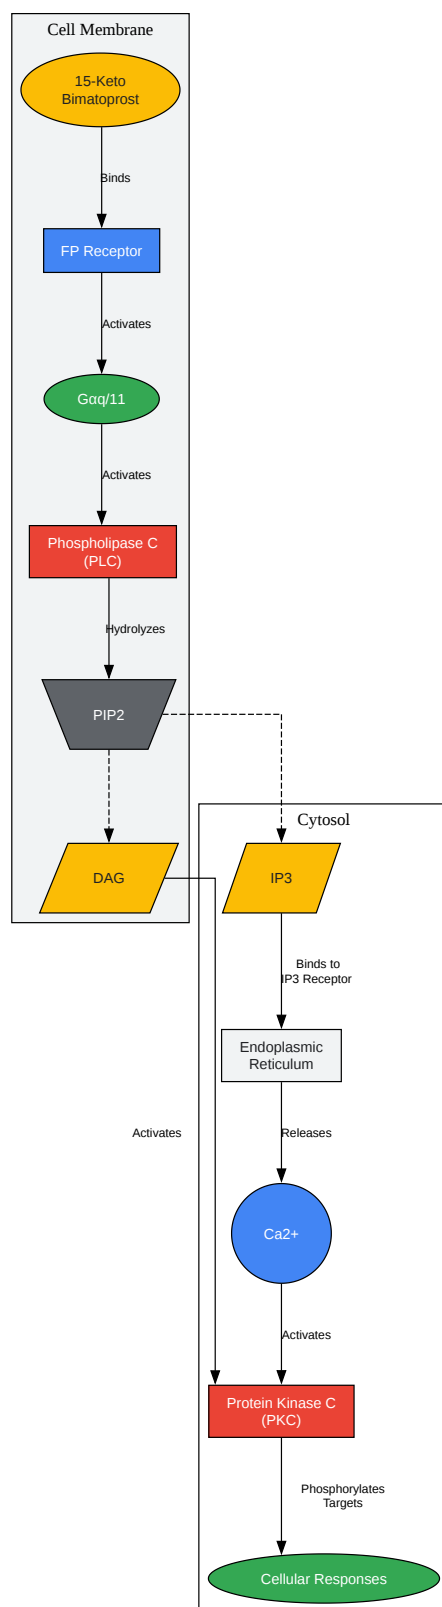 Cell Membrane
15-Keto
Bimatoprost
Binds
FP Receptor
Activates
Gαq/11
Activates
Phospholipase C
(PLC)
Hydrolyzes
PIP2
Cytosol
DAG
IP3
Binds to
IP3 Receptor
Endoplasmic
Reticulum
Activates
Releases
Ca2+
Activates
Protein Kinase C
(PKC)
Phosphorylates
Targets
Cellular Responses